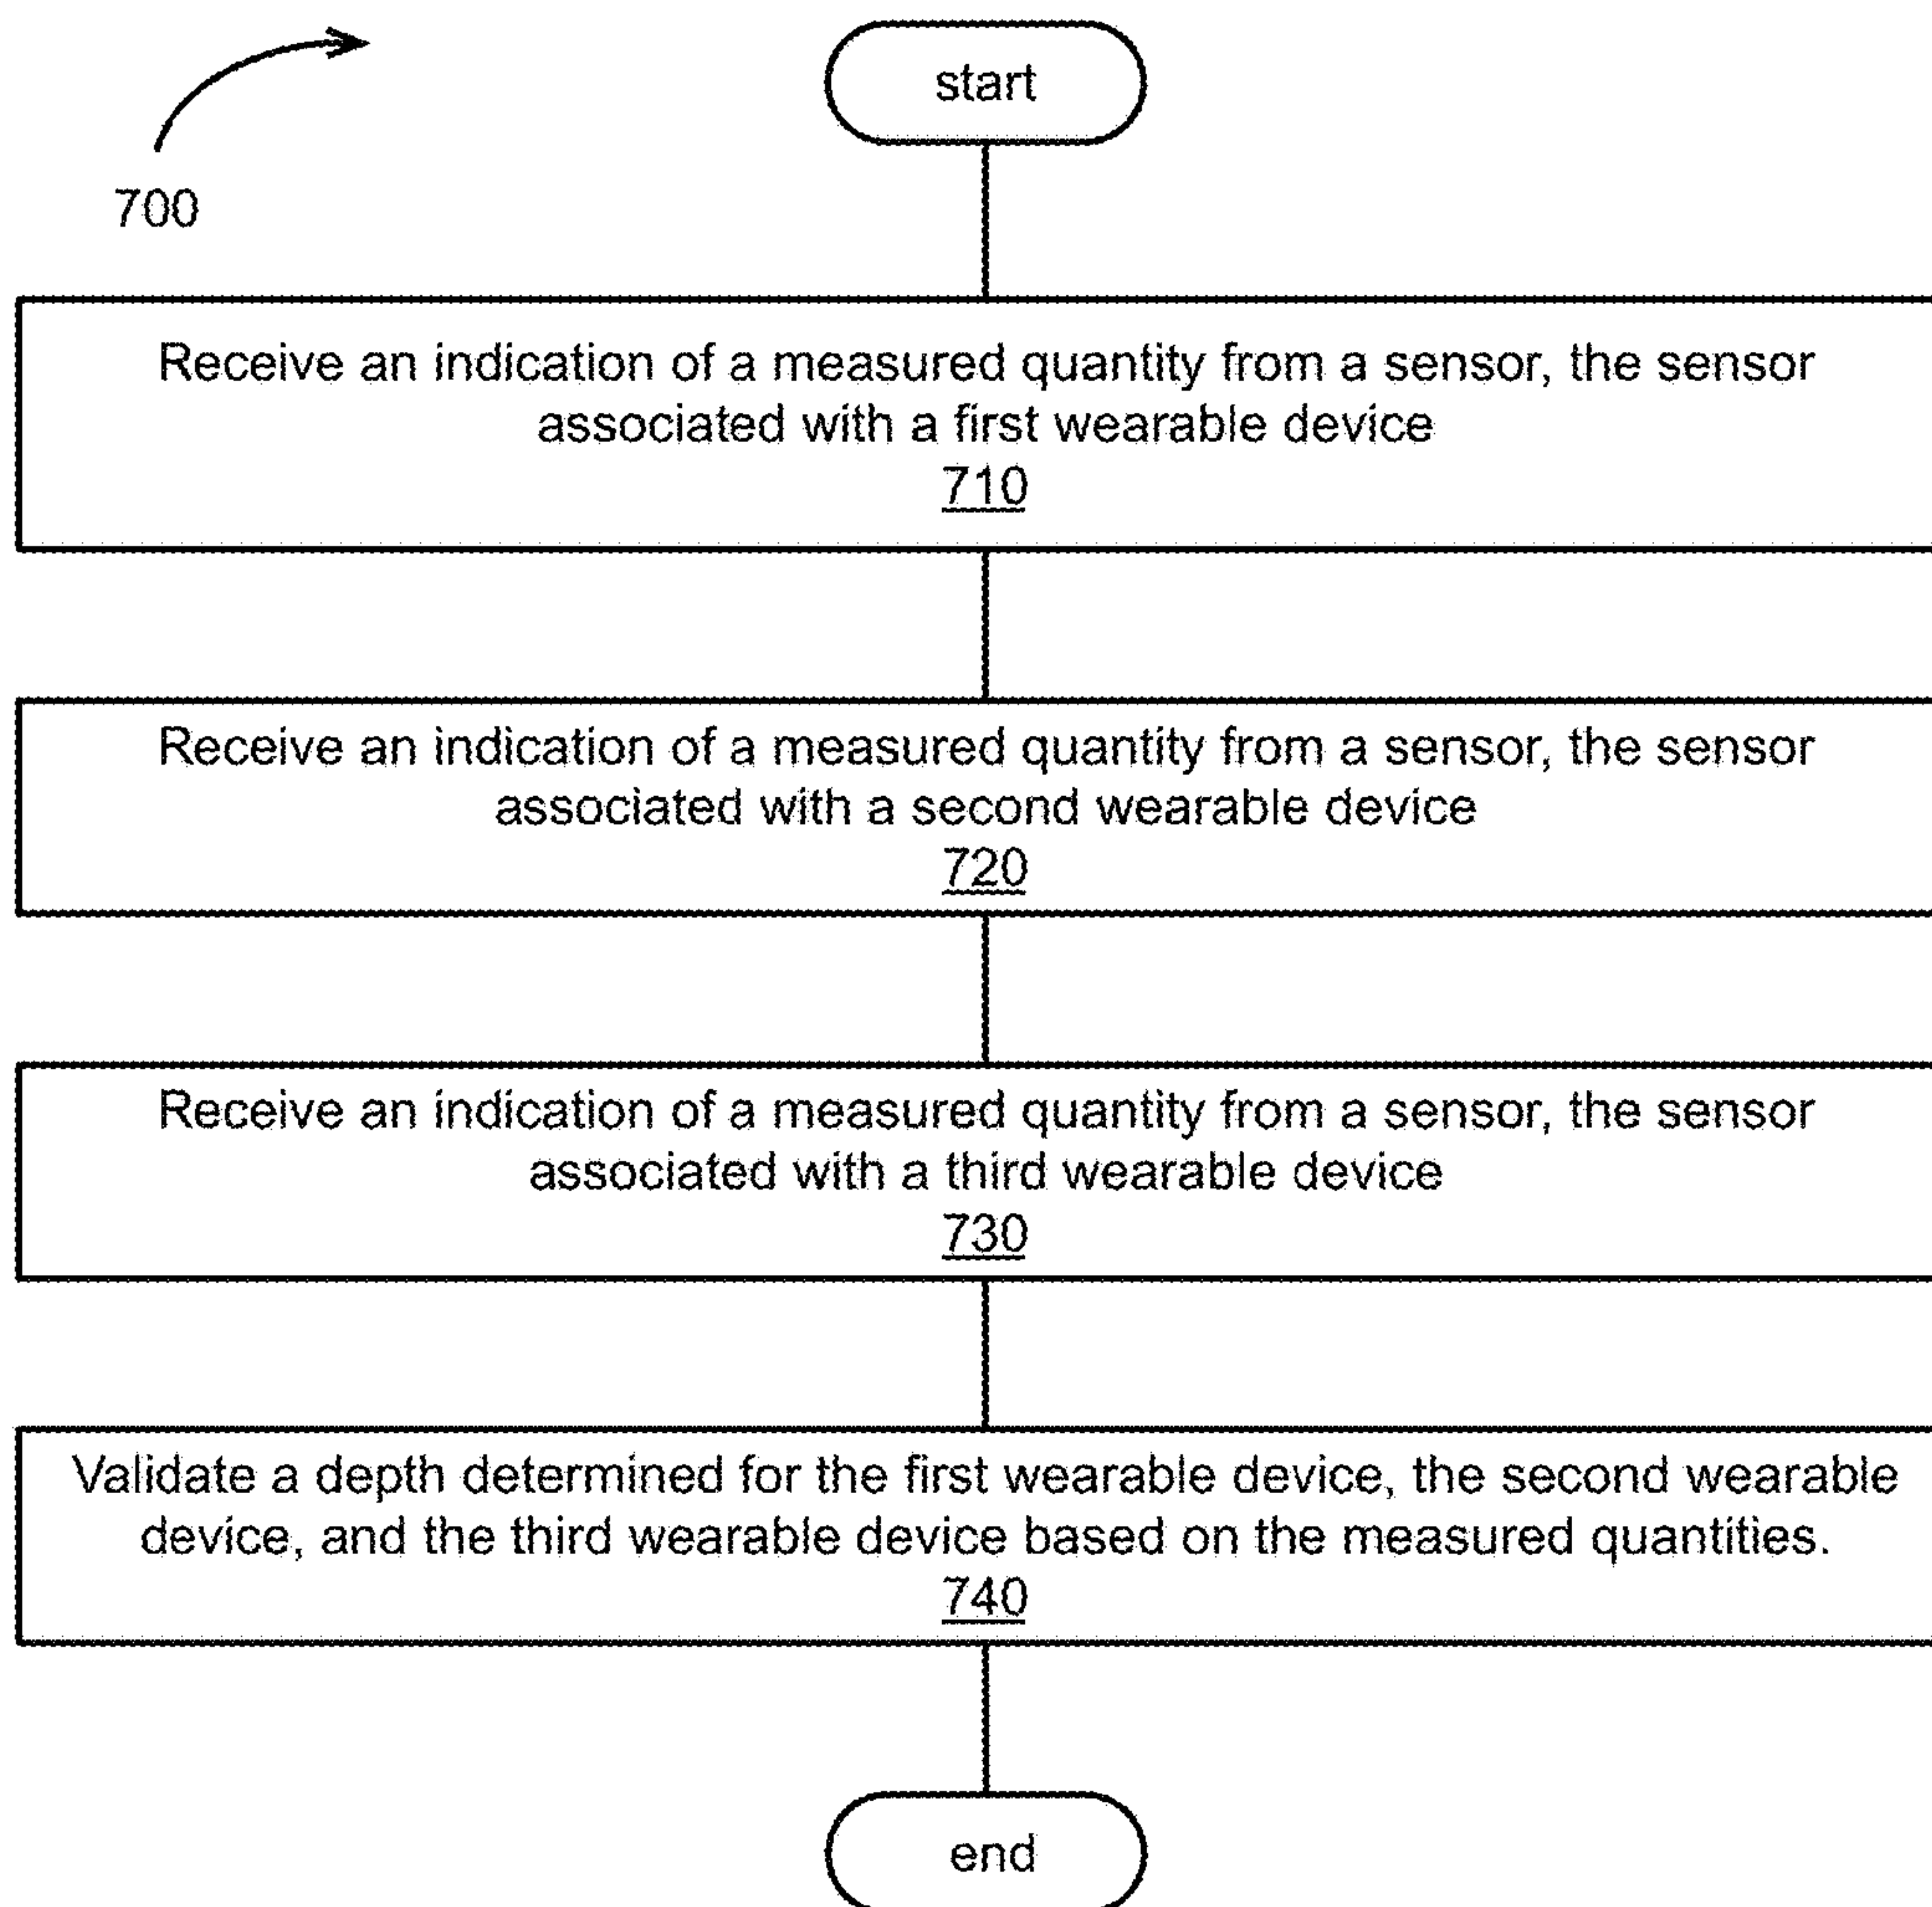 start
700
Receive an indication of a measured quantity from a sensor, the sensor
associated with a first wearable device
710
Receive an indication of a measured quantity from a sensor, the sensor
associated with a second wearable device
720
Receive an indication of a measured quantity from a sensor, the sensor
associated with a third wearable device
730
Validate a depth determined for the first wearable device, the second wearable
device, and the third wearable device based on the measured quantities.
740
end